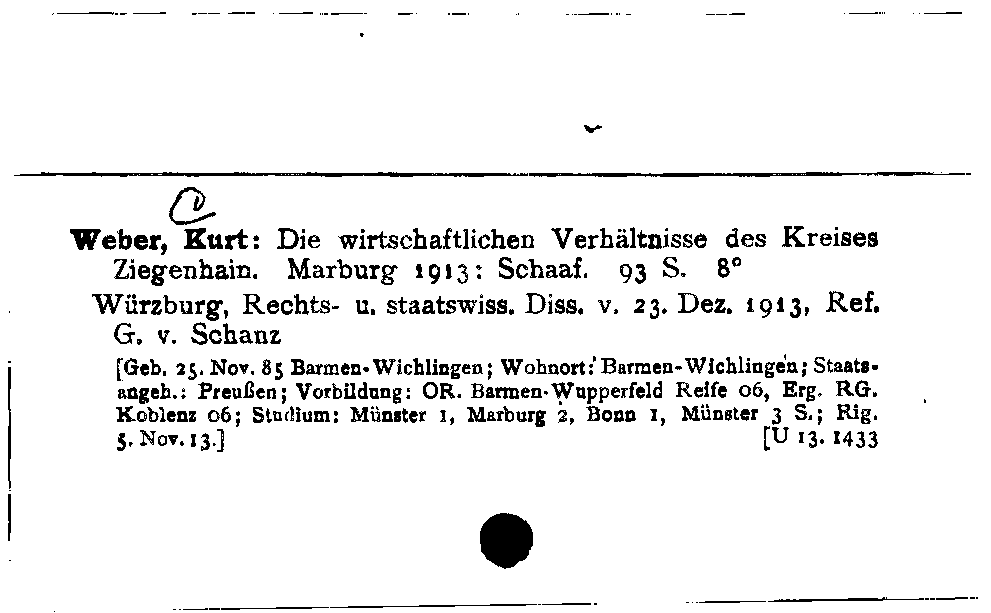 Weber, Kurt: Die wirtschaftlichen Verhältnisse des Kreises
Ziegenhain. Marburg 1913: Schaaf. 93 S. 8°
Würzburg, Rechts- u. staatswiss. Diss. v. 23. Dez. 1913, Ref.
G. v. Schanz
[Geb. 25. Nov. 85 Barmen-Wichlingen; Wohnort: Barmen-Wichlingen; Staats-
angeh.: Preußen; Vorbildung: OR. Barmen-Wupperfeld Reife 06, Erg. RG.
Koblenz 06; Studium: Münster 1, Marburg 2, Bonn 1, Münster 3 S.; Rig.
5. Nov. 13.] [U 13. 1433